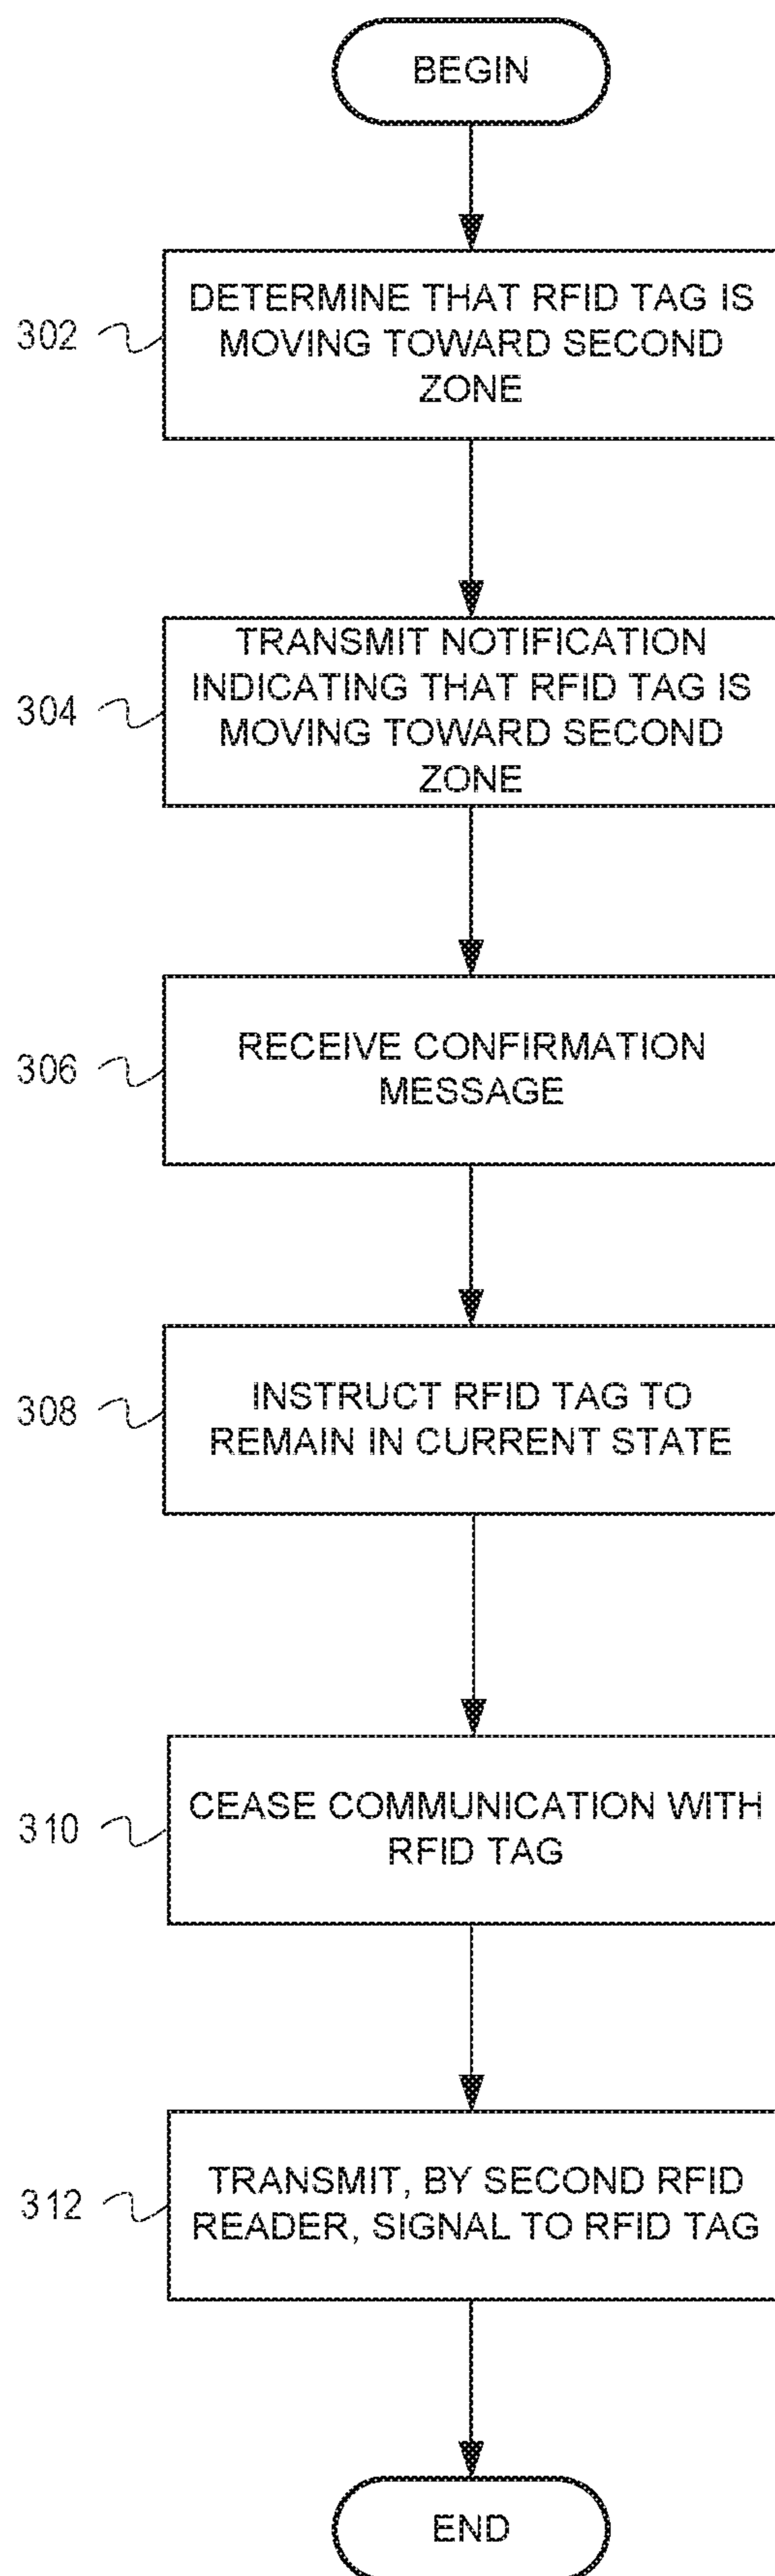 BEGIN
302
DETERMINE THAT RFID TAG IS
MOVING TOWARD SECOND
ZONE
304
TRANSMIT NOTIFICATION
INDICATING THAT RFID TAG IS
MOVING TOWARD SECOND
ZONE
306
RECEIVE CONFIRMATION
MESSAGE
308
INSTRUCT RFID TAG TO
REMAIN IN CURRENT STATE
310
CEASE COMMUNICATION WITH
RFID TAG
312
TRANSMIT, BY SECOND RFID
READER, SIGNAL TO RFID TAG
END